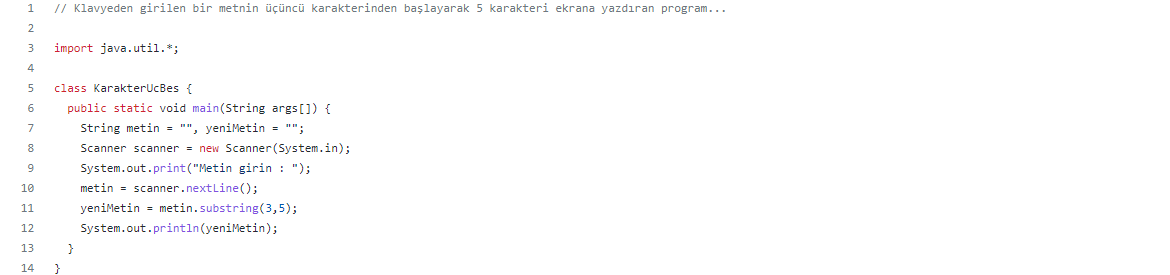 1 // Klavyeden girilen bir metnin üçüncü karakterinden başlayarak 5 karakteri ekrana yazdıran program...
2
3 import java.util.*;
4
5 class KarakterUcBes {
6 public static void main(String args[]) {
7 String metin = "", yeniMetin = "";
8 Scanner scanner = new Scanner(System.in);
9 System.out.print("Metin girin : ");
10 metin = scanner.nextLine();
11 yeniMetin = metin.substring(3,5);
12 System.out.println(yeniMetin);
13 }
14 }